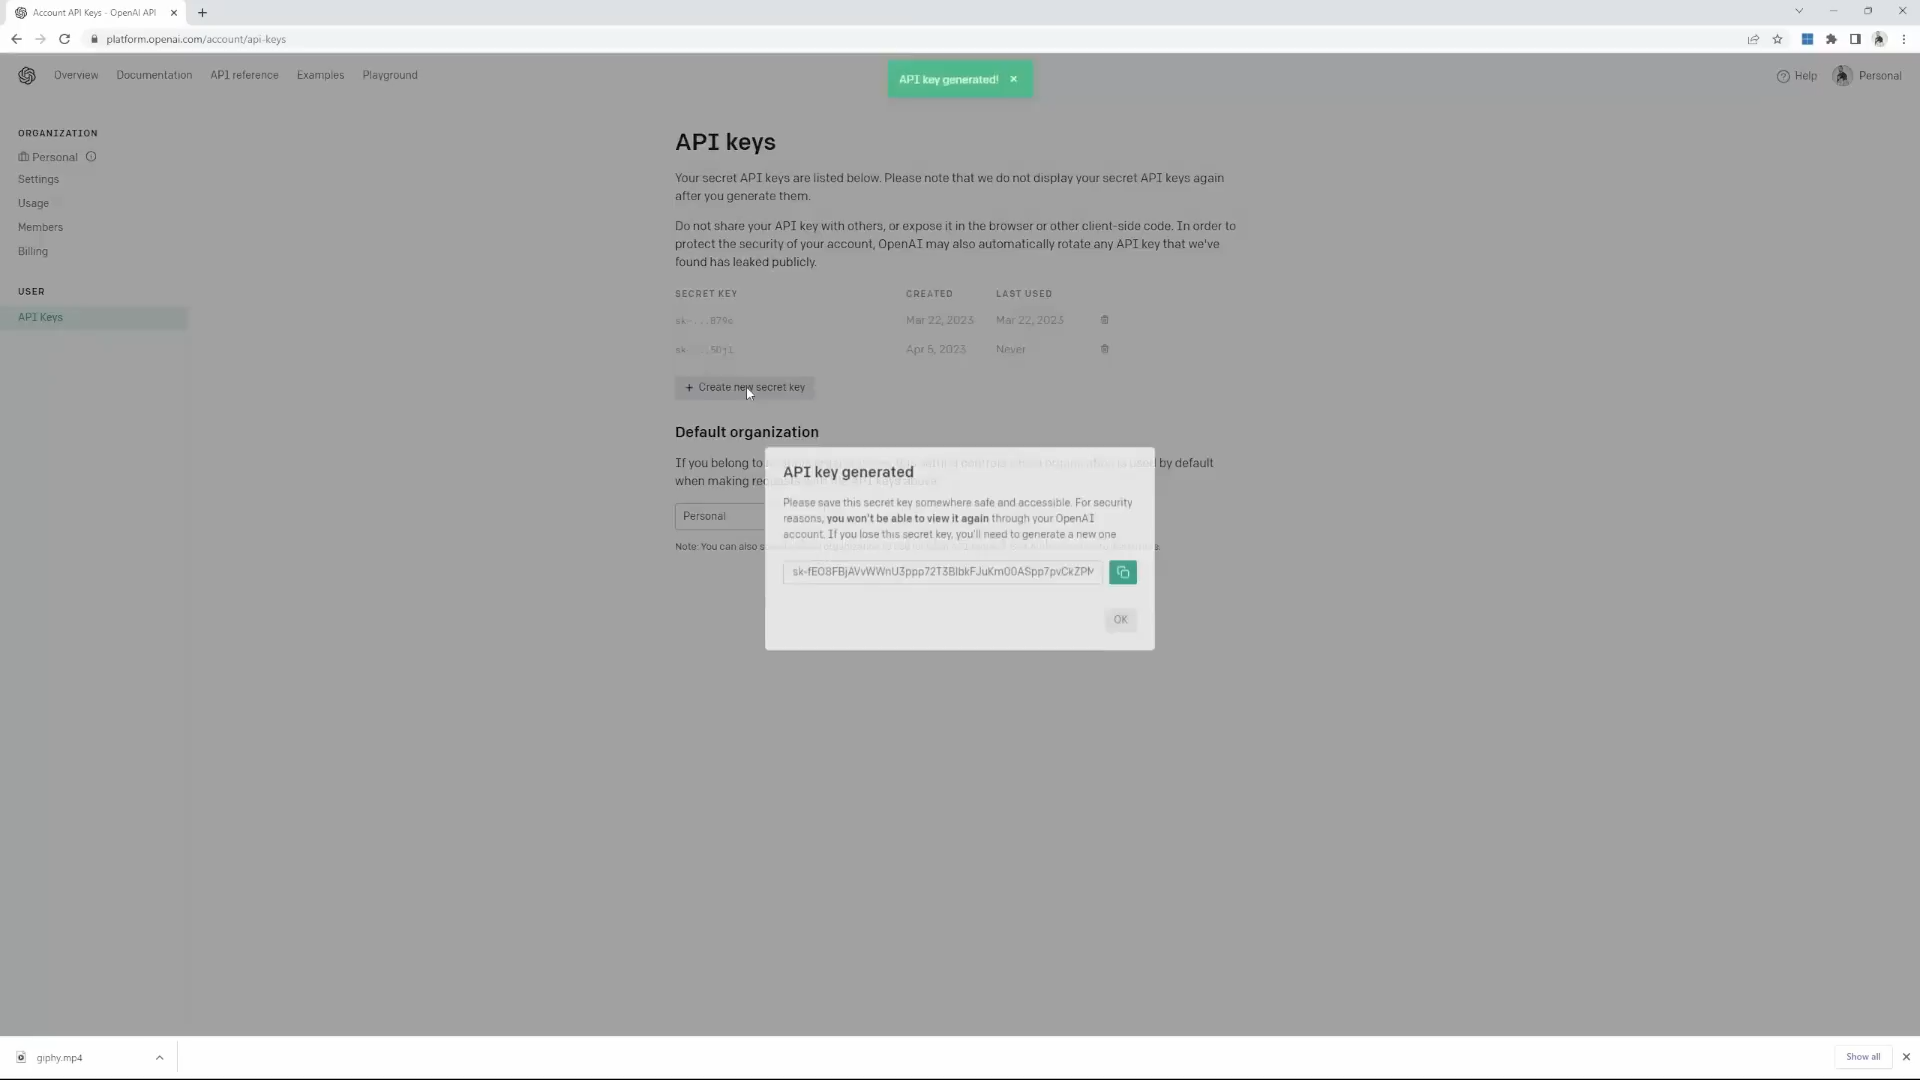 Account API Keys - OpenAI API
platform.openai.com/account/api-keys
Overview
Documentation
API reference
Examples
Playground
API key generated!
Help
Personal
ORGANIZATION
Personal
Settings
Usage
Members
Billing
USER
API Keys
API keys
Your secret API keys are listed below. Please note that we do not display your secret API keys again
after you generate them.
Do not share your API key with others, or expose it in the browser or other client-side code. In order to
protect the security of your account, OpenAI may also automatically rotate any API key that we've
found has leaked publicly.
SECRET KEY CREATED LAST USED
Mar 22, 2023 Mar 22, 2023
Apr 5, 2023 Never
+ Create new secret key
Default organization
If you belong to by default
when making
Personal
Note: You can also
API key generated
Please save this secret key somewhere safe and accessible. For security
reasons, you won't be able to view it again through your OpenAI
account. If you lose this secret key, you'll need to generate a new one
OK
giphy.mp4
Show all